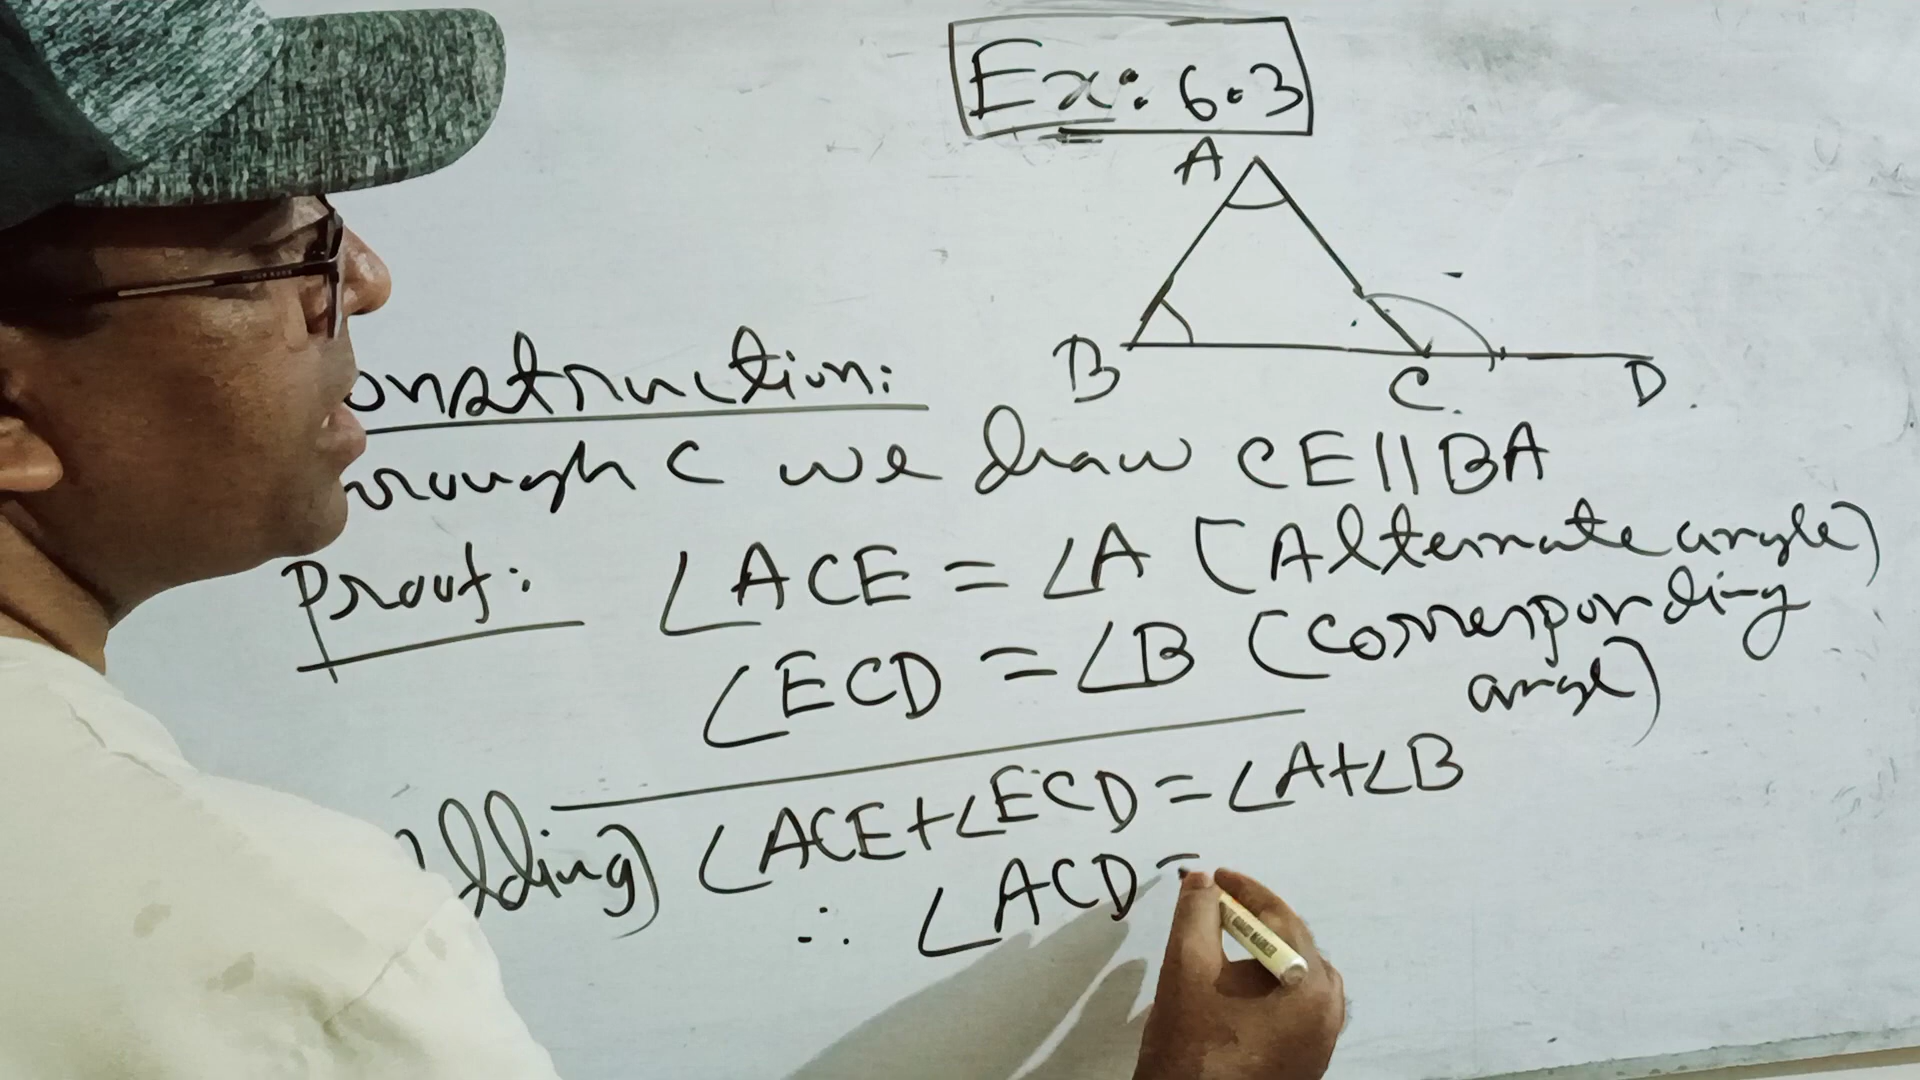 Ex: 6.3
A
B
C
D
onstruction:
rough C we draw CE||BA
Proof: ∠ACE = ∠A (Alternate angle)
∠ECD = ∠B (Corresponding
angle)
dding) ∠ACE+∠ECD=∠A+∠B
∴ ∠ACD=